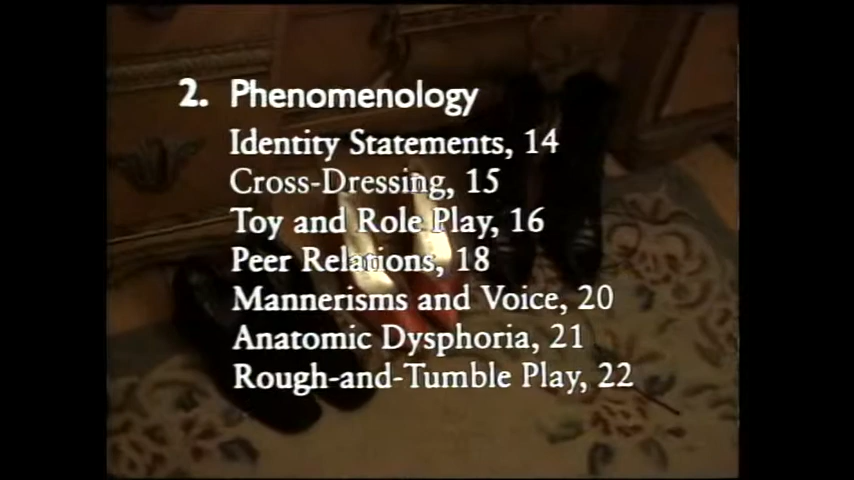 2. Phenomenology
Identity Statements, 14
Cross-Dressing, 15
Toy and Role Play, 16
Peer Relations, 18
Mannerisms and Voice, 20
Anatomic Dysphoria, 21
Rough-and-Tumble Play, 22